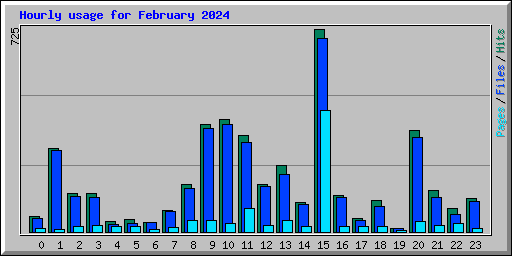 Hourly usage for February 2024
725
Pages/Files/Hits
0 1 2 3 4 5 6 7 8 9 10 11 12 13 14 15 16 17 18 19 20 21 22 23